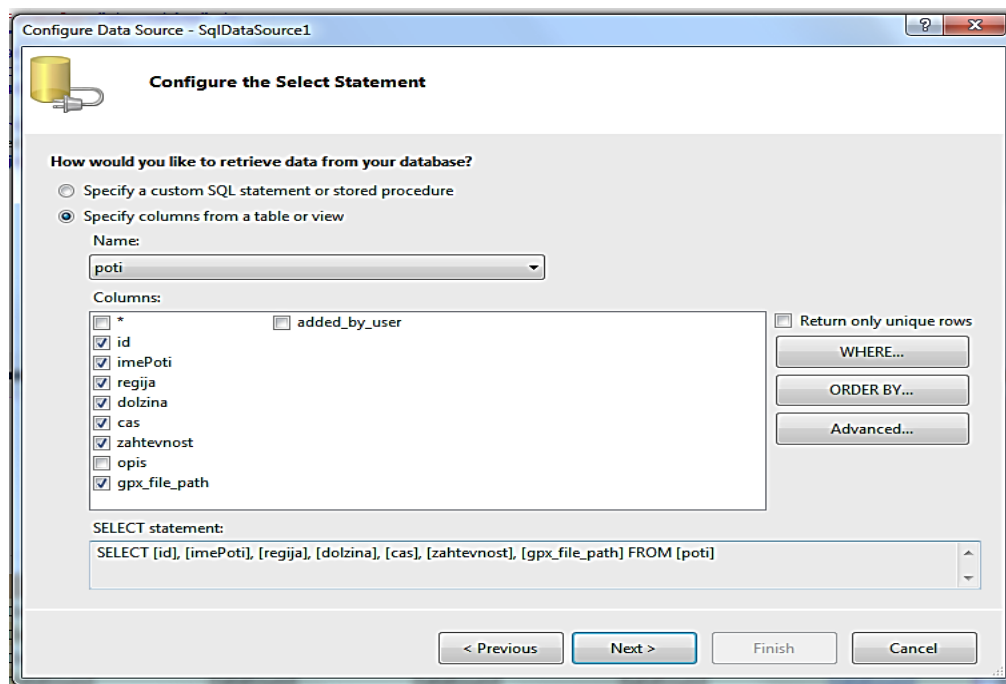 Configure Data Source - SqlDataSource1
Configure the Select Statement
How would you like to retrieve data from your database?
Specify a custom SQL statement or stored procedure
Specify columns from a table or view
Name:
poti
Columns:
* added_by_user
id
imePoti
regija
dolzina
cas
zahtevnost
opis
gpx_file_path
Return only unique rows
WHERE...
ORDER BY...
Advanced...
SELECT statement:
SELECT [id], [imePoti], [regija], [dolzina], [cas], [zahtevnost], [gpx_file_path] FROM [poti]
< Previous Next > Finish Cancel